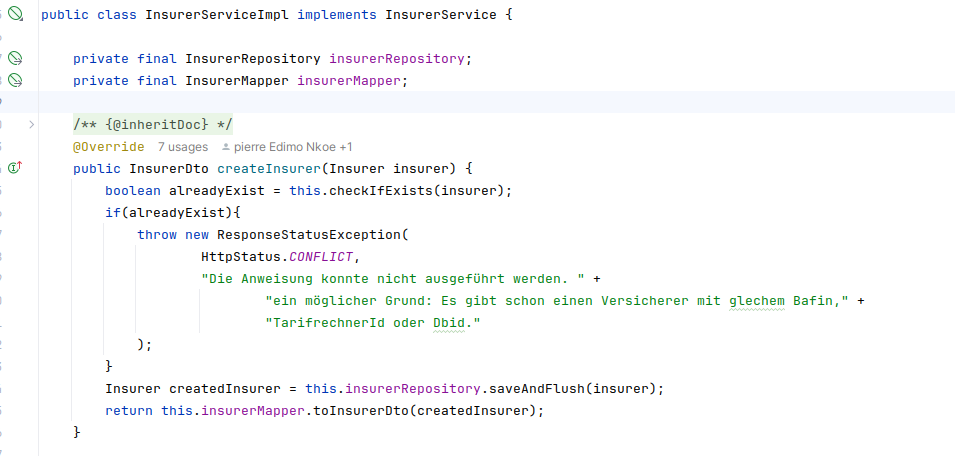 public class InsurerServiceImpl implements InsurerService {
private final InsurerRepository insurerRepository;
private final InsurerMapper insurerMapper;
/** {@inheritDoc} */
@Override 7 usages pierre Edimo Nkoe +1
public InsurerDto createInsurer(Insurer insurer) {
boolean alreadyExist = this.checkIfExists(insurer);
if(alreadyExist){
throw new ResponseStatusException(
HttpStatus.CONFLICT,
"Die Anweisung konnte nicht ausgeführt werden. " +
"ein möglicher Grund: Es gibt schon einen Versicherer mit glechem Bafin," +
"TarifrechnerId oder Dbid."
);
}
Insurer createdInsurer = this.insurerRepository.saveAndFlush(insurer);
return this.insurerMapper.toInsurerDto(createdInsurer);
}